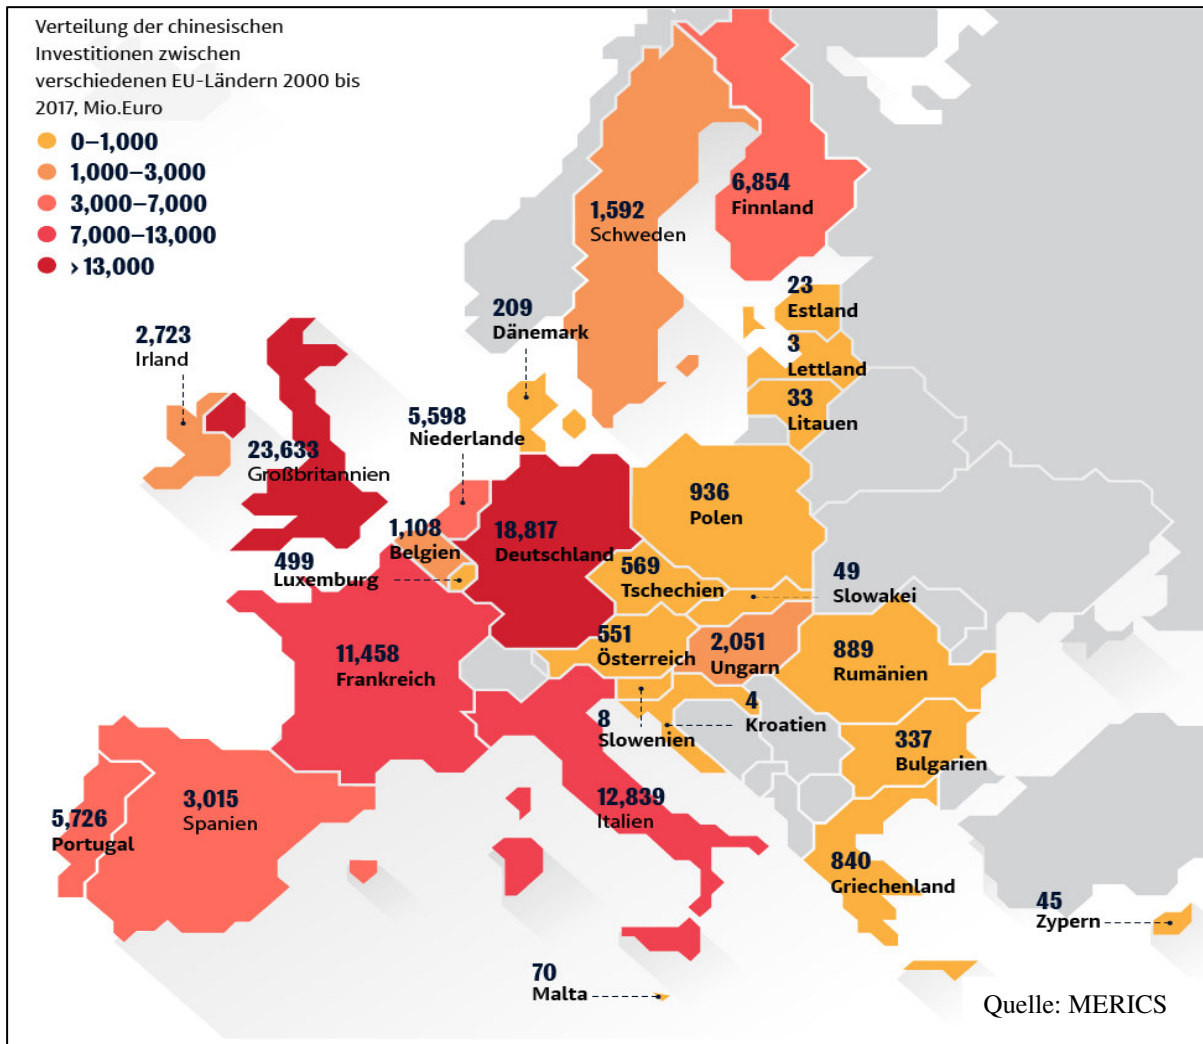 Verteilung der chinesischen
Investitionen zwischen
verschiedenen EU-Ländern 2000 bis
2017, Mio.Euro
0–1,000
1,000–3,000
3,000–7,000
7,000–13,000
> 13,000
6,854
Finnland
1,592
Schweden
23
Estland
209
Dänemark
2,723
Irland
3
Lettland
33
Litauen
5,598
Niederlande
23,633
Großbritannien
936
Polen
1,108
Belgien
18,817
Deutschland
499
Luxemburg
569
Tschechien
49
Slowakei
551
Österreich
2,051
Ungarn
889
Rumänien
11,458
Frankreich
8
Slowenien
4
Kroatien
337
Bulgarien
3,015
Spanien
5,726
Portugal
12,839
Italien
840
Griechenland
45
Zypern
70
Malta
Quelle: MERICS